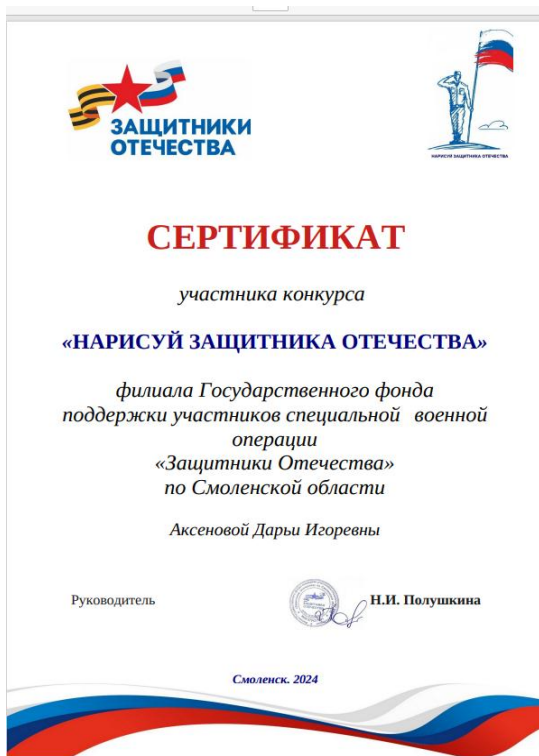 ЗАЩИТНИКИ
ОТЕЧЕСТВА
НАРИСУЙ ЗАЩИТНИКА ОТЕЧЕСТВА
СЕРТИФИКАТ
участника конкурса
«НАРИСУЙ ЗАЩИТНИКА ОТЕЧЕСТВА»
филиала Государственного фонда
поддержки участников специальной военной
операции
«Защитники Отечества»
по Смоленской области
Аксеновой Дарьи Игоревны
Руководитель
Н.И. Полушкина
Смоленск. 2024